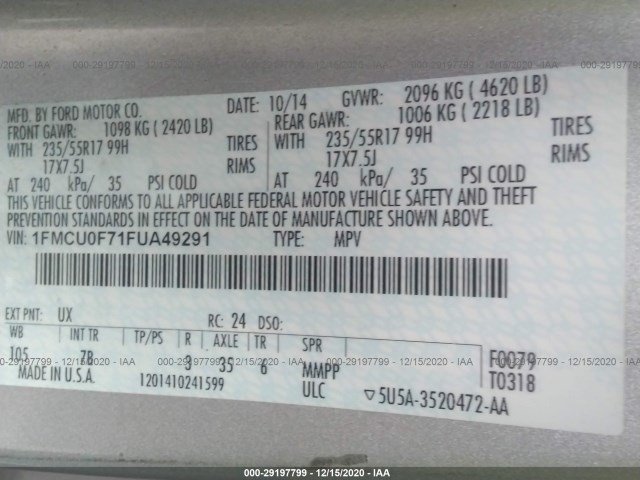 000-29197799 - 12/15/2020 - IAA
MFD. BY FORD MOTOR CO. DATE: 10/14 GVWR: 2096 KG ( 4620 LB)
FRONT GAWR: 1098 KG ( 2420 LB) REAR GAWR: 1006 KG ( 2218 LB)
WITH 235/55R17 99H TIRES WITH 235/55R17 99H TIRES
17X7.5J RIMS 17X7.5J RIMS
AT 240 kPa/ 35 PSI COLD AT 240 kPa/ 35 PSI COLD
THIS VEHICLE CONFORMS TO ALL APPLICABLE FEDERAL MOTOR VEHICLE SAFETY AND THEFT
PREVENTION STANDARDS IN EFFECT ON THE DATE OF MANUFACTURE SHOWN ABOVE.
VIN: 1FMCU0F71FUA49291 TYPE: MPV
EXT PNT: UX RC: 24 DSO:
WB INT TR TP/PS R AXLE TR SPR
105 7B 3 35 6 MMPP F0079
MADE IN U.S.A. 1201410241599 ULC T0318
▽5U5A-3520472-AA
000-29197799 - 12/15/2020 - IAA